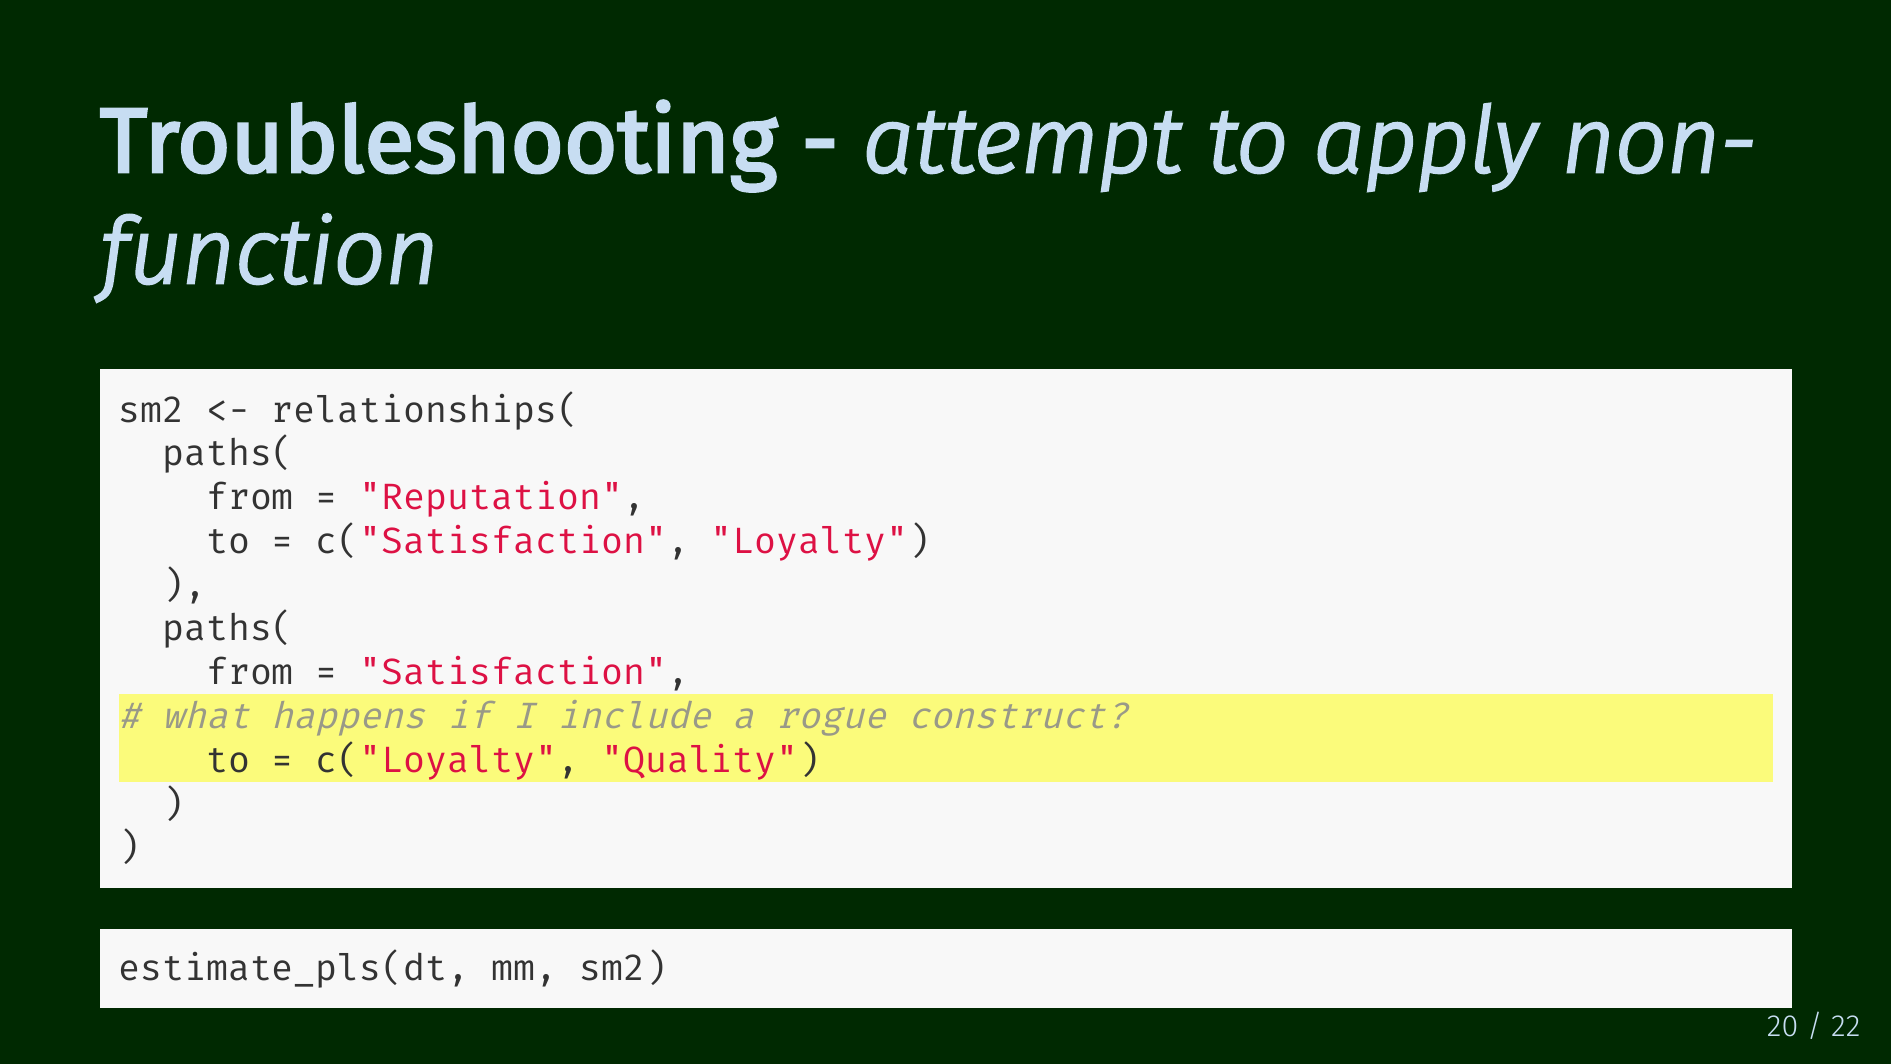 Troubleshooting - attempt to apply non-
function
sm2 <- relationships(
  paths(
    from = "Reputation",
    to = c("Satisfaction", "Loyalty")
  ),
  paths(
    from = "Satisfaction",
# what happens if I include a rogue construct?
    to = c("Loyalty", "Quality")
  )
)
estimate_pls(dt, mm, sm2)
20 / 22